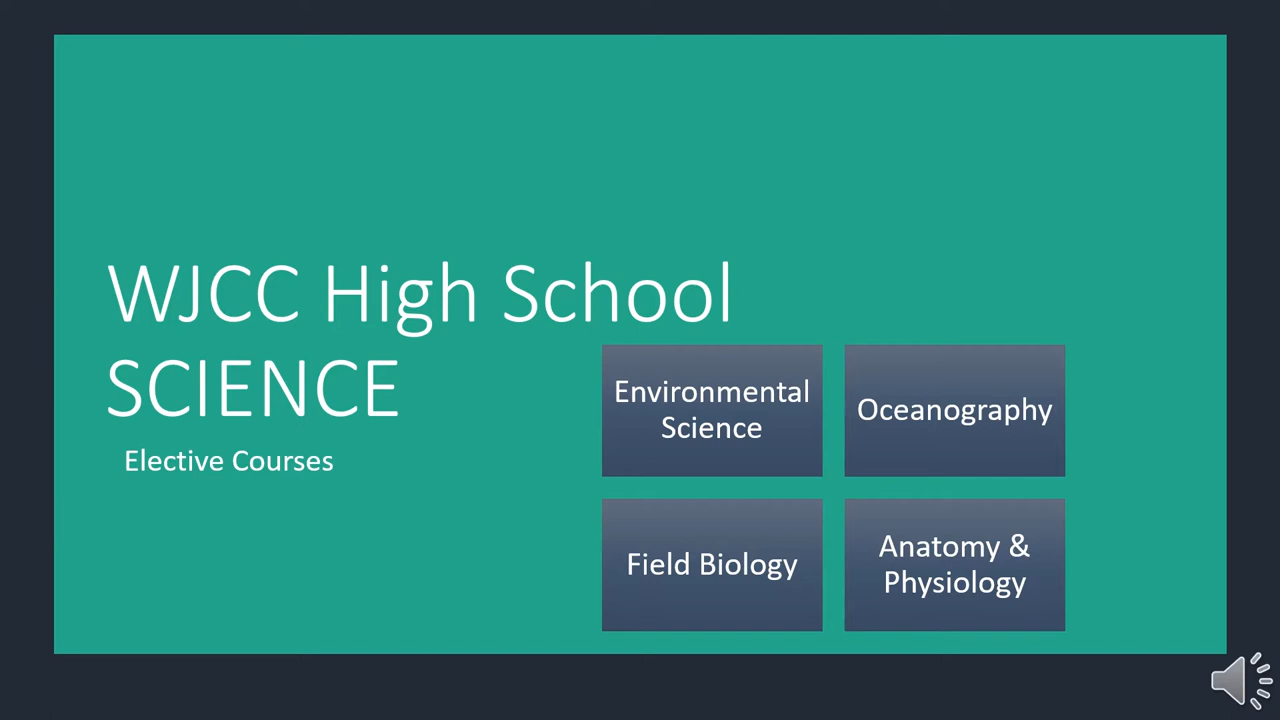 WJCC High School
SCIENCE
Elective Courses
Environmental
Science
Oceanography
Field Biology
Anatomy &
Physiology